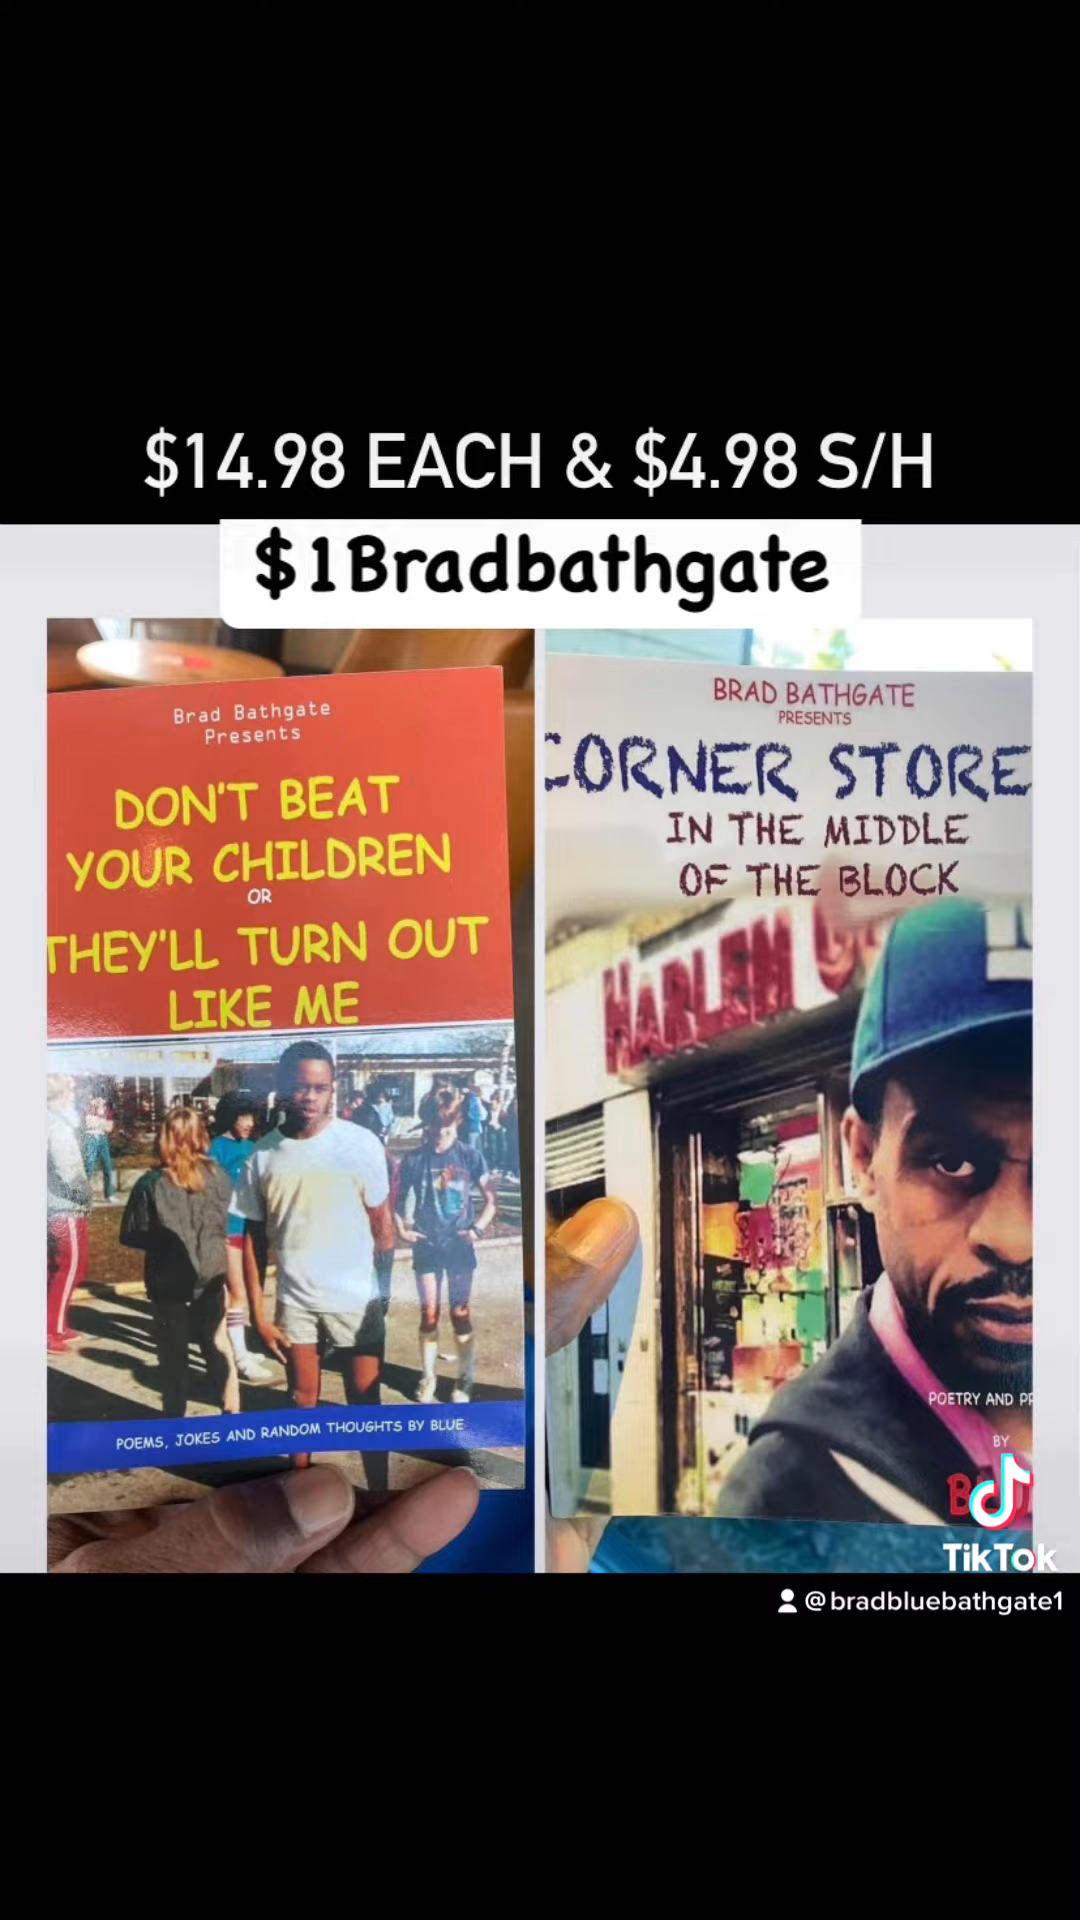 $14.98 EACH & $4.98 S/H
$1Bradbathgate
Brad Bathgate
Presents
DON'T BEAT
YOUR CHILDREN
OR
THEY'LL TURN OUT
LIKE ME
POEMS, JOKES AND RANDOM THOUGHTS BY BLUE
BRAD BATHGATE
PRESENTS
CORNER STORE
IN THE MIDDLE
OF THE BLOCK
HARLEM
POETRY AND
BY
TikTok
@bradbluebathgate1